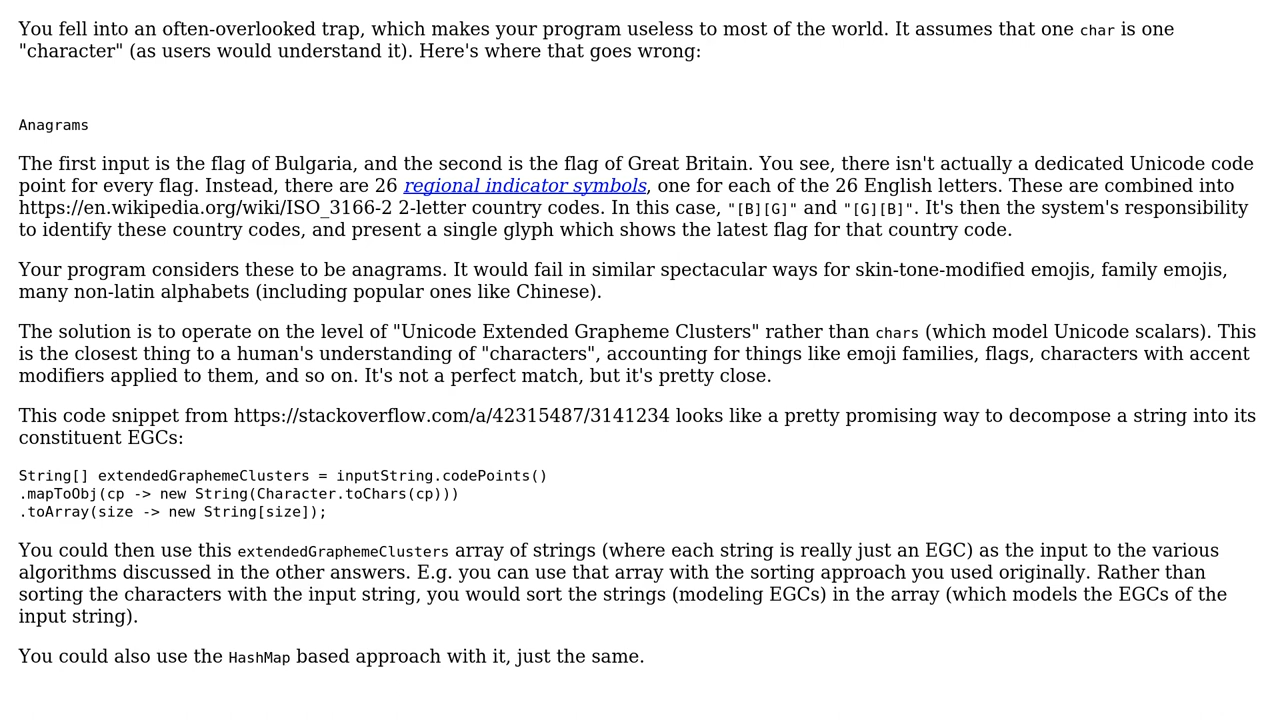 You fell into an often-overlooked trap, which makes your program useless to most of the world. It assumes that one char is one
"character" (as users would understand it). Here's where that goes wrong:
Anagrams
The first input is the flag of Bulgaria, and the second is the flag of Great Britain. You see, there isn't actually a dedicated Unicode code
point for every flag. Instead, there are 26 regional indicator symbols, one for each of the 26 English letters. These are combined into
https://en.wikipedia.org/wiki/ISO_3166-2 2-letter country codes. In this case, "[B][G]" and "[G][B]". It's then the system's responsibility
to identify these country codes, and present a single glyph which shows the latest flag for that country code.
Your program considers these to be anagrams. It would fail in similar spectacular ways for skin-tone-modified emojis, family emojis,
many non-latin alphabets (including popular ones like Chinese).
The solution is to operate on the level of "Unicode Extended Grapheme Clusters" rather than chars (which model Unicode scalars). This
is the closest thing to a human's understanding of "characters", accounting for things like emoji families, flags, characters with accent
modifiers applied to them, and so on. It's not a perfect match, but it's pretty close.
This code snippet from https://stackoverflow.com/a/42315487/3141234 looks like a pretty promising way to decompose a string into its
constituent EGCs:
String[] extendedGraphemeClusters = inputString.codePoints()
.mapToObj(cp -> new String(Character.toChars(cp)))
.toArray(size -> new String[size]);
You could then use this extendedGraphemeClusters array of strings (where each string is really just an EGC) as the input to the various
algorithms discussed in the other answers. E.g. you can use that array with the sorting approach you used originally. Rather than
sorting the characters with the input string, you would sort the strings (modeling EGCs) in the array (which models the EGCs of the
input string).
You could also use the HashMap based approach with it, just the same.